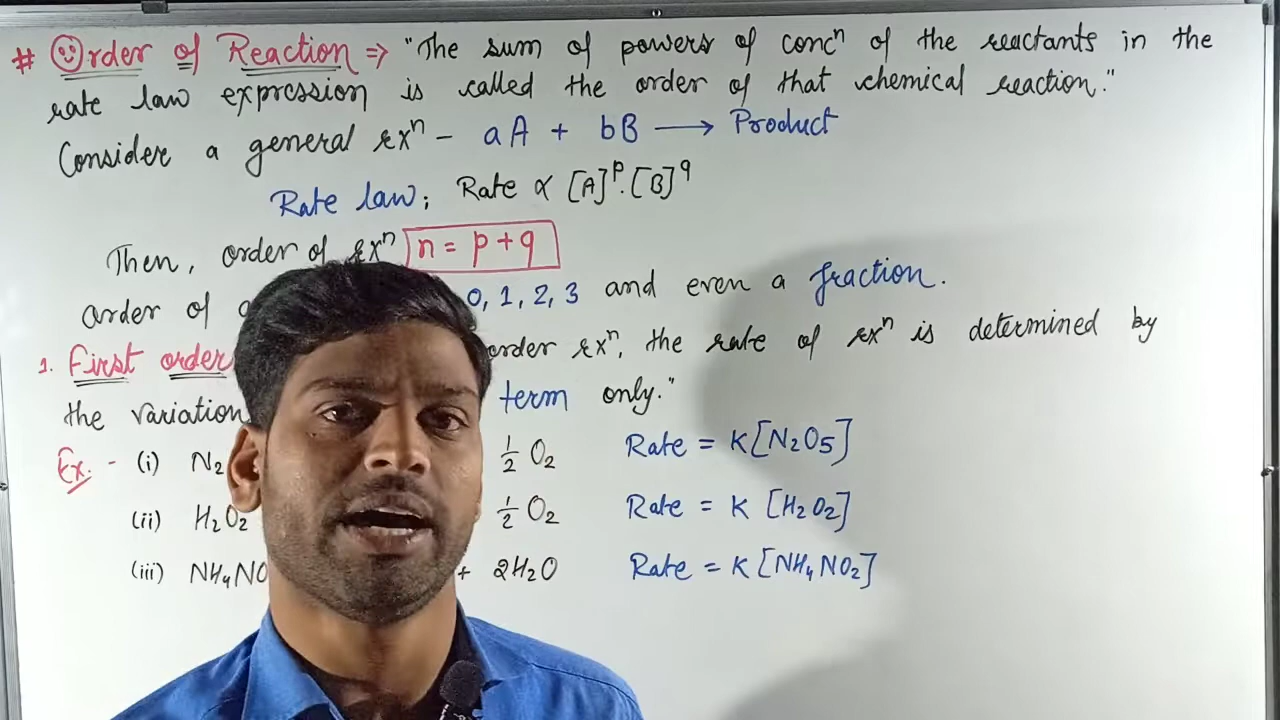 # Order of Reaction ⇒ "The sum of powers of concⁿ of the reactants in the
rate law expression is called the order of that chemical reaction."
Consider a general rxⁿ - aA + bB ⟶ Product
Rate law; Rate ∝ [A]ᵖ.[B]^q
Then, order of rxⁿ n = p+q
order of 0, 1, 2, 3 and even a fraction.
1. First order order rxⁿ, the rate of rxⁿ is determined by
the variation term only."
Ex. - (i) N₂ ½ O₂ Rate = K[N₂O₅]
(ii) H₂O₂ ½ O₂ Rate = K [H₂O₂]
(iii) NH₄NO + 2H₂O Rate = K [NH₄NO₂]